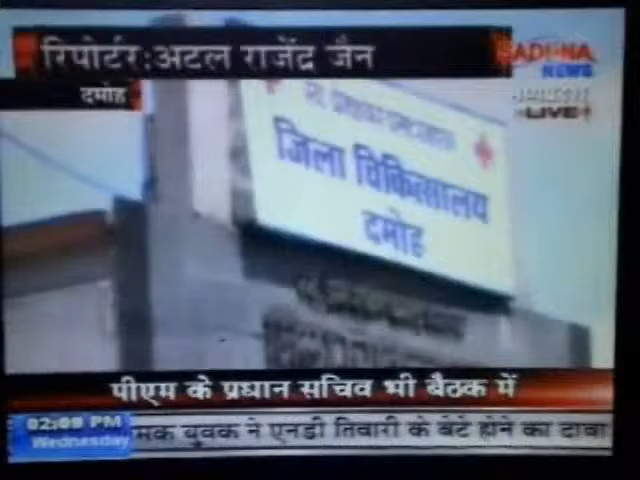 रिपोर्टर:अटल राजेंद्र जैन
दमोह
SADHNA
NEWS
LIVE
जिला चिकित्सालय
दमोह
पीएम के प्रधान सचिव भी बैठक में
02:09 PM
Wednesday
युवक ने एनडी तिवारी के बेटे होने का दावा